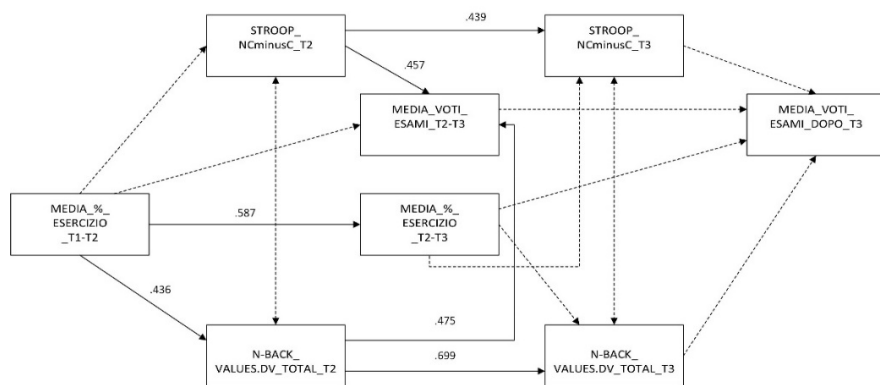 STROOP_
NCminusC_T2
.439
STROOP_
NCminusC_T3
.457
MEDIA_VOTI_
ESAMI_T2-T3
MEDIA_VOTI_
ESAMI_DOPO_T3
MEDIA_%_
ESERCIZIO
_T1-T2
.587
MEDIA_%_
ESERCIZIO
_T2-T3
.436
.475
N-BACK_
VALUES.DV_TOTAL_T2
.699
N-BACK_
VALUES.DV_TOTAL_T3